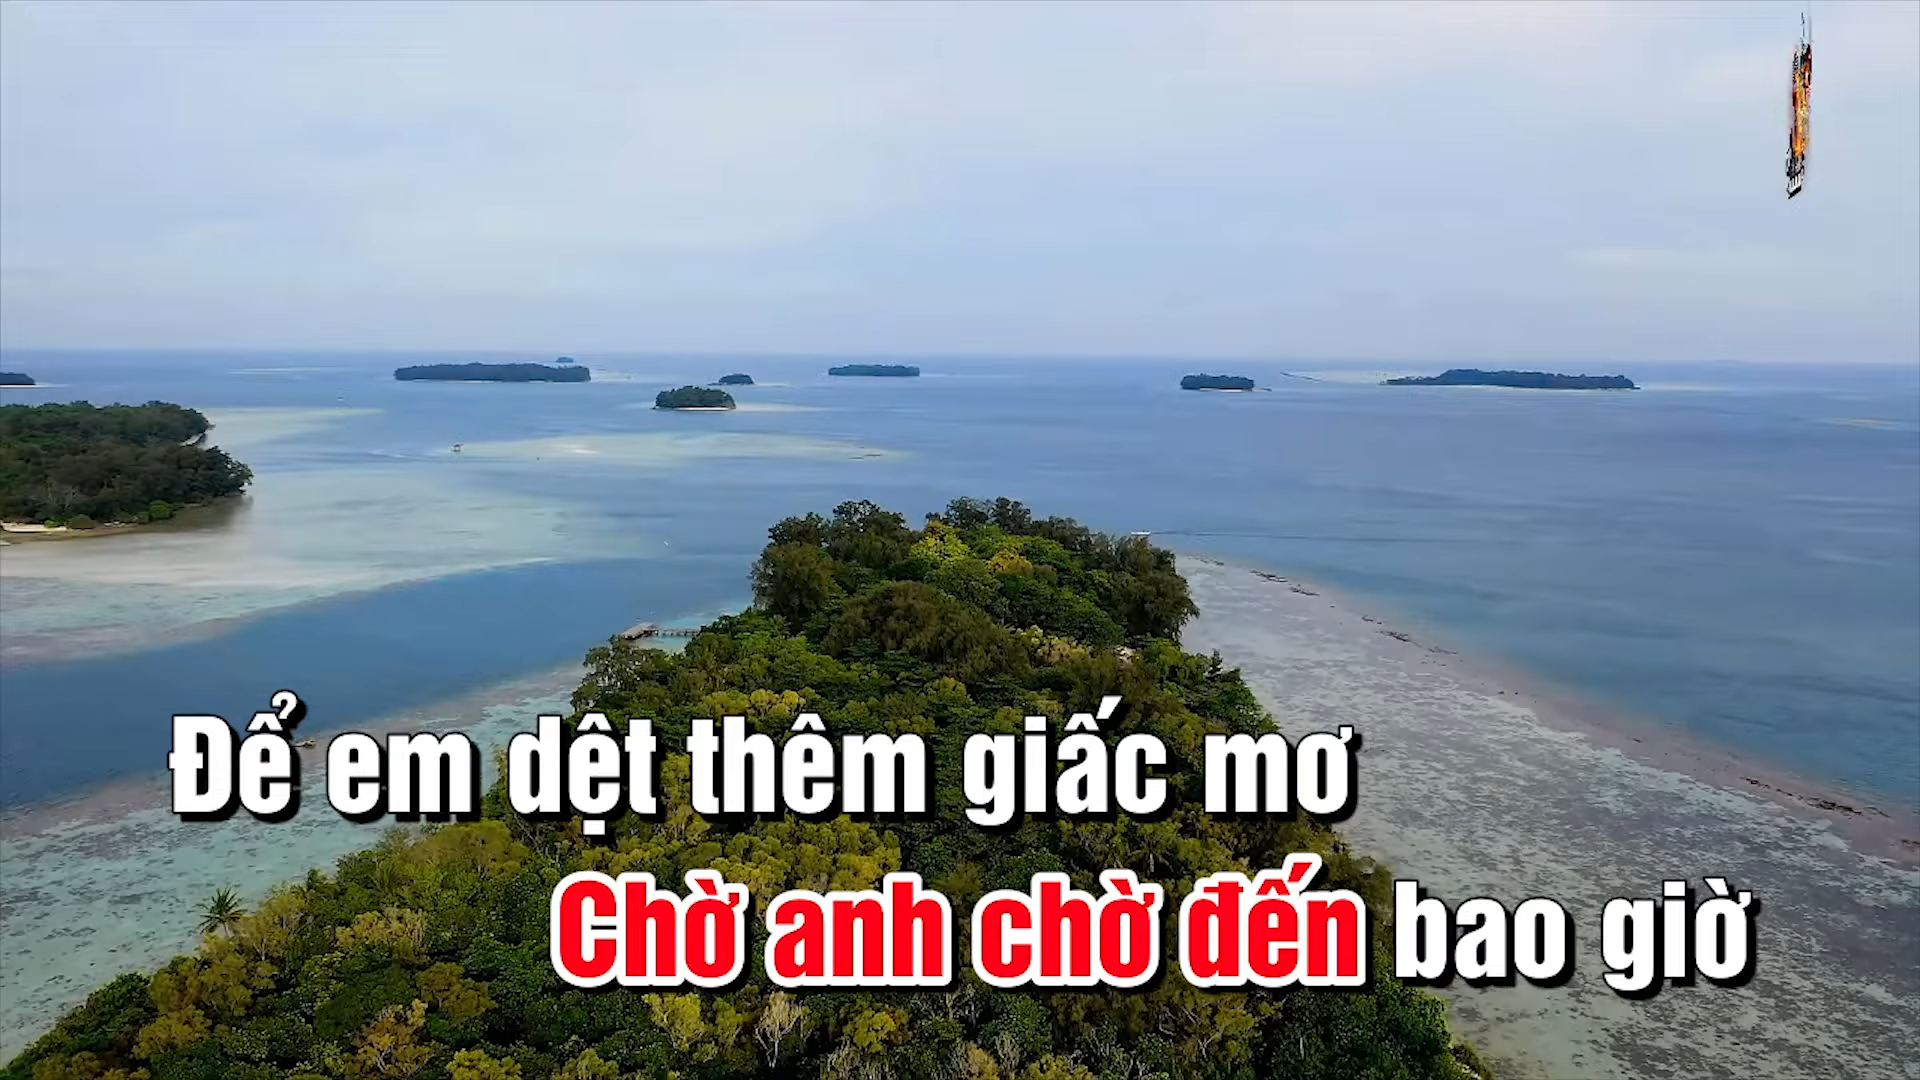 Để em dệt thêm giấc mơ
Chờ anh chờ đến bao giờ